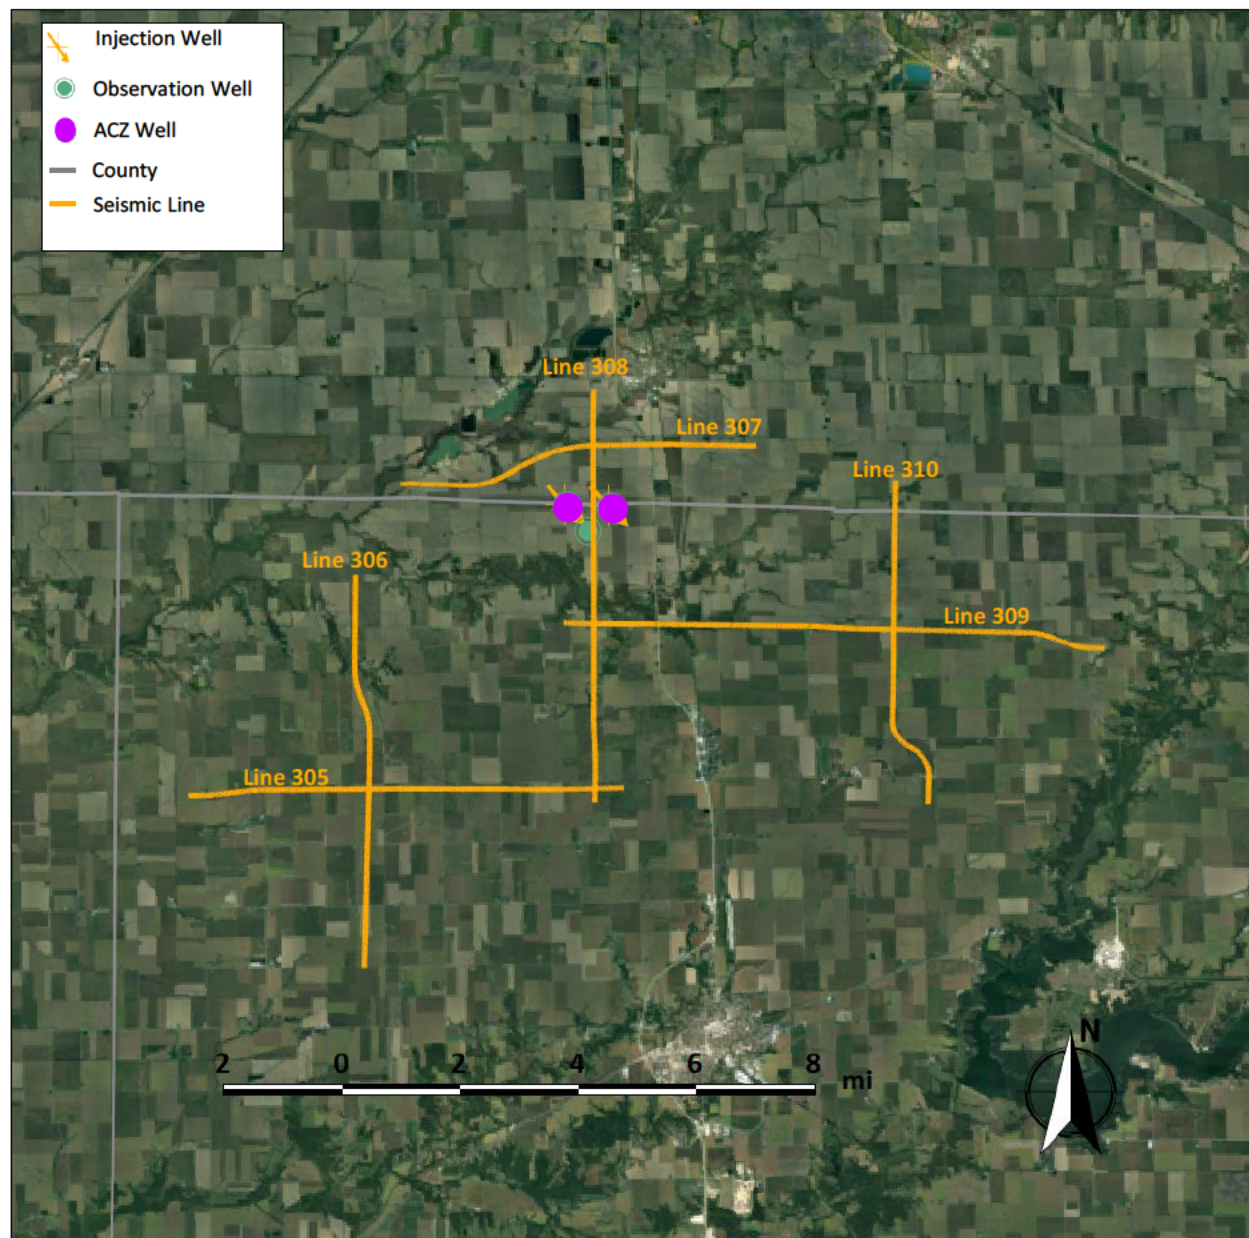 Injection Well
Observation Well
ACZ Well
County
Seismic Line
Line 308
Line 307
Line 310
Line 306
Line 309
Line 305
N
2 0 2 4 6 8 mi